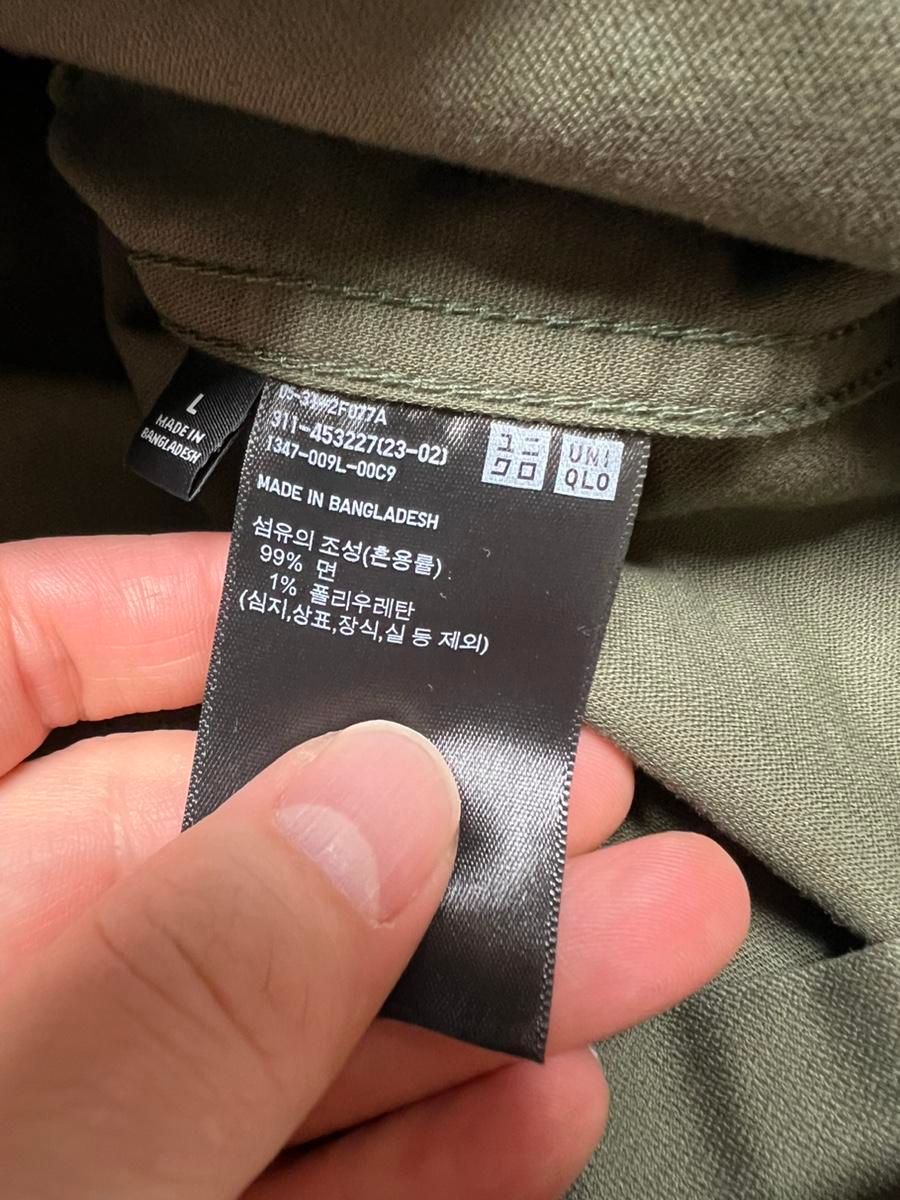 L
MADE IN
BANGLADESH
311-453227(23-02)
1347-009L-00C9
MADE IN BANGLADESH
섬유의 조성(혼용률)
99% 면
1% 폴리우레탄
(심지,상표,장식,실 등 제외)
ユニ
クロ
UNI
QLO